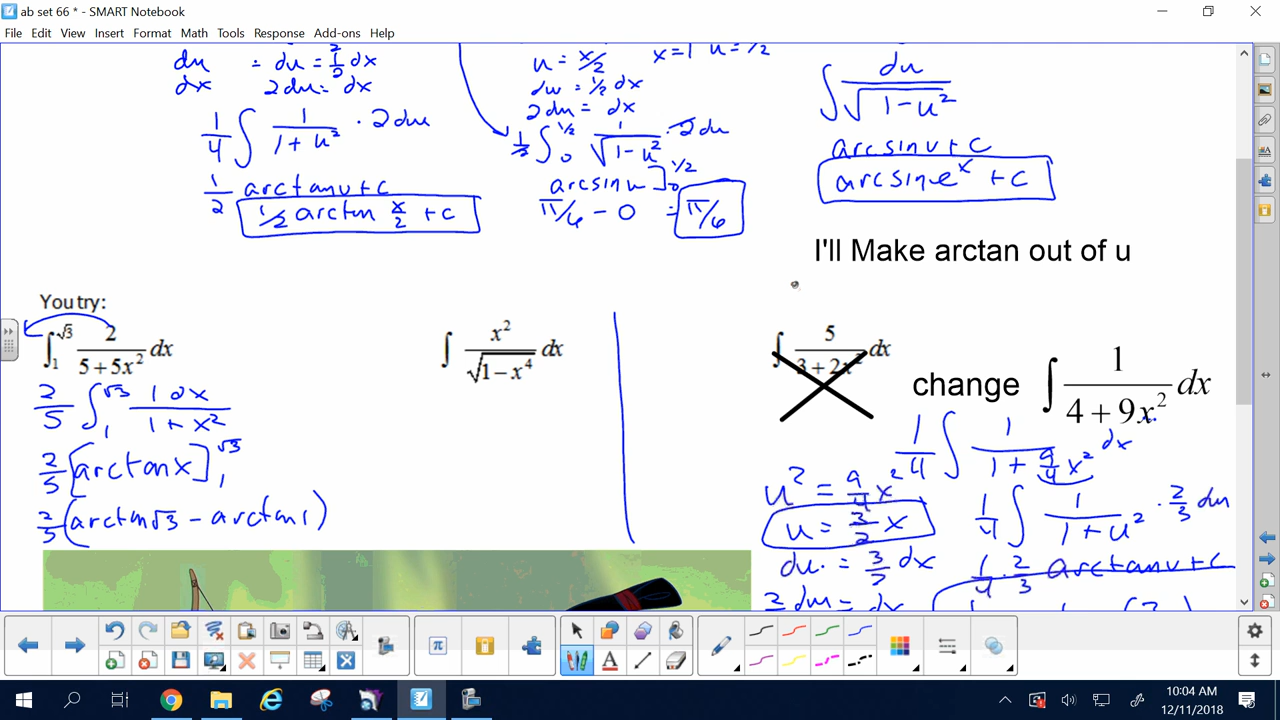 ab set 66 * - SMART Notebook
File Edit View Insert Format Math Tools Response Add-ons Help
du/dx = du = 1/2 dx
2du = dx
1/4 ∫ 1/(1+u²) · 2du
1/2 arctan u + c
1/2 arctan x/2 + c
u = x/2 x=1 u=1/2
du = 1/2 dx
2du = dx
∫₀^1/2 1/√(1-u²) · 2du
arcsin u]₀^1/2
π/6 - 0 = π/6
∫ du/√(1-u²)
arcsin u + c
arcsin e^x + c
I'll Make arctan out of u
You try:
∫₁^√3 2/(5+5x²) dx
2/5 ∫₁^√3 1 dx/(1+x²)
2/5 [arctan x]₁^√3
2/5 (arctan √3 - arctan 1)
∫ x²/√(1-x⁴) dx
∫ 5/(3+2x²) dx
change ∫ 1/(4+9x²) dx
1/4 ∫ 1/(1+9/4 x²) dx
u² = 9/4 x²
u = 3/2 x
du = 3/2 dx
2/3 du = dx
1/4 ∫ 1/(1+u²) · 2/3 du
1/4 · 2/3 arctan u + c
10:04 AM
12/11/2018